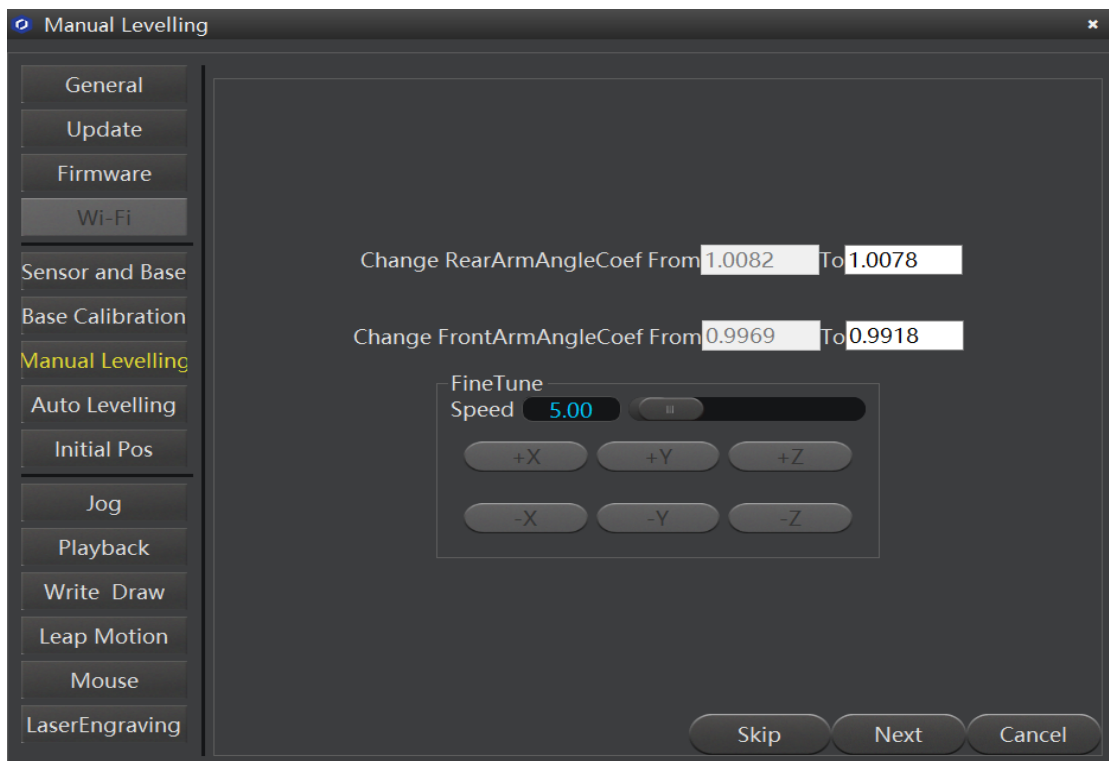 Manual Levelling
General
Update
Firmware
Wi-Fi
Sensor and Base
Base Calibration
Manual Levelling
Auto Levelling
Initial Pos
Jog
Playback
Write Draw
Leap Motion
Mouse
LaserEngraving
Change RearArmAngleCoef From 1.0082 To 1.0078
Change FrontArmAngleCoef From 0.9969 To 0.9918
FineTune
Speed 5.00
+X +Y +Z
-X -Y -Z
Skip Next Cancel